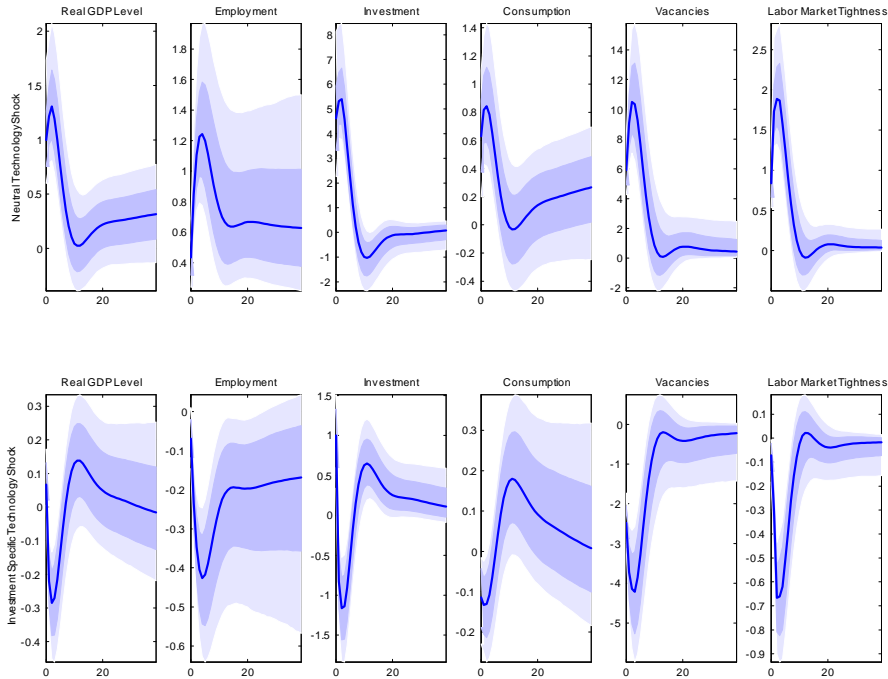 Real GDP Level Employment Investment Consumption Vacancies Labor Market Tightness
Neutral Technology Shock
2 1.5 1 0.5 0
1.8 1.6 1.4 1.2 1 0.8 0.6 0.4
8 7 6 5 4 3 2 1 0 -1 -2
1.4 1.2 1 0.8 0.6 0.4 0.2 0 -0.2 -0.4
14 12 10 8 6 4 2 0 -2
2.5 2 1.5 1 0.5 0
0 20 0 20 0 20 0 20 0 20 0 20
Real GDP Level Employment Investment Consumption Vacancies Labor Market Tightness
Investment Specific Technology Shock
0.3 0.2 0.1 0 -0.1 -0.2 -0.3 -0.4
0 -0.1 -0.2 -0.3 -0.4 -0.5 -0.6
1.5 1 0.5 0 -0.5 -1 -1.5
0.3 0.2 0.1 0 -0.1 -0.2
0 -1 -2 -3 -4 -5
0.1 0 -0.1 -0.2 -0.3 -0.4 -0.5 -0.6 -0.7 -0.8 -0.9
0 20 0 20 0 20 0 20 0 20 0 20